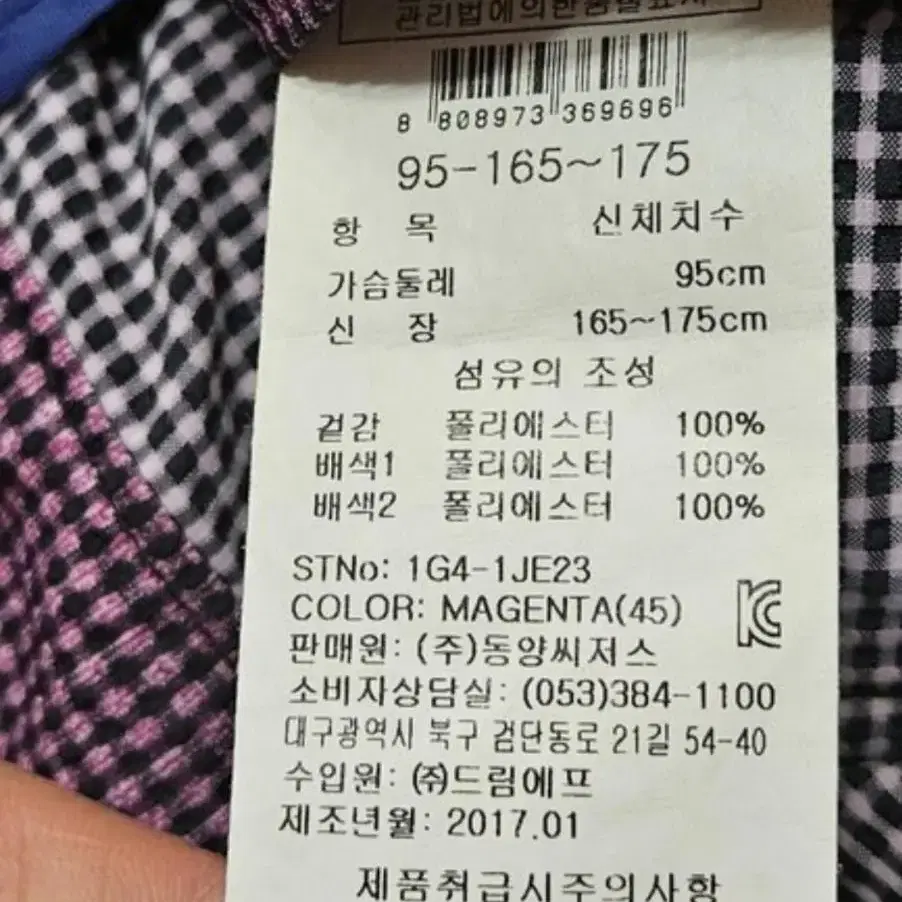 관리법에의한품질표시
8 808973 369696
95-165~175
항 목 신체치수
가슴둘레 95cm
신 장 165~175cm
섬유의 조성
겉감 폴리에스터 100%
배색1 폴리에스터 100%
배색2 폴리에스터 100%
STNo: 1G4-1JE23
COLOR: MAGENTA(45)
판매원: (주)동양씨저스
소비자상담실: (053)384-1100
대구광역시 북구 검단동로 21길 54-40
수입원: ㈜드림에프
제조년월: 2017.01
제품취급시주의사항